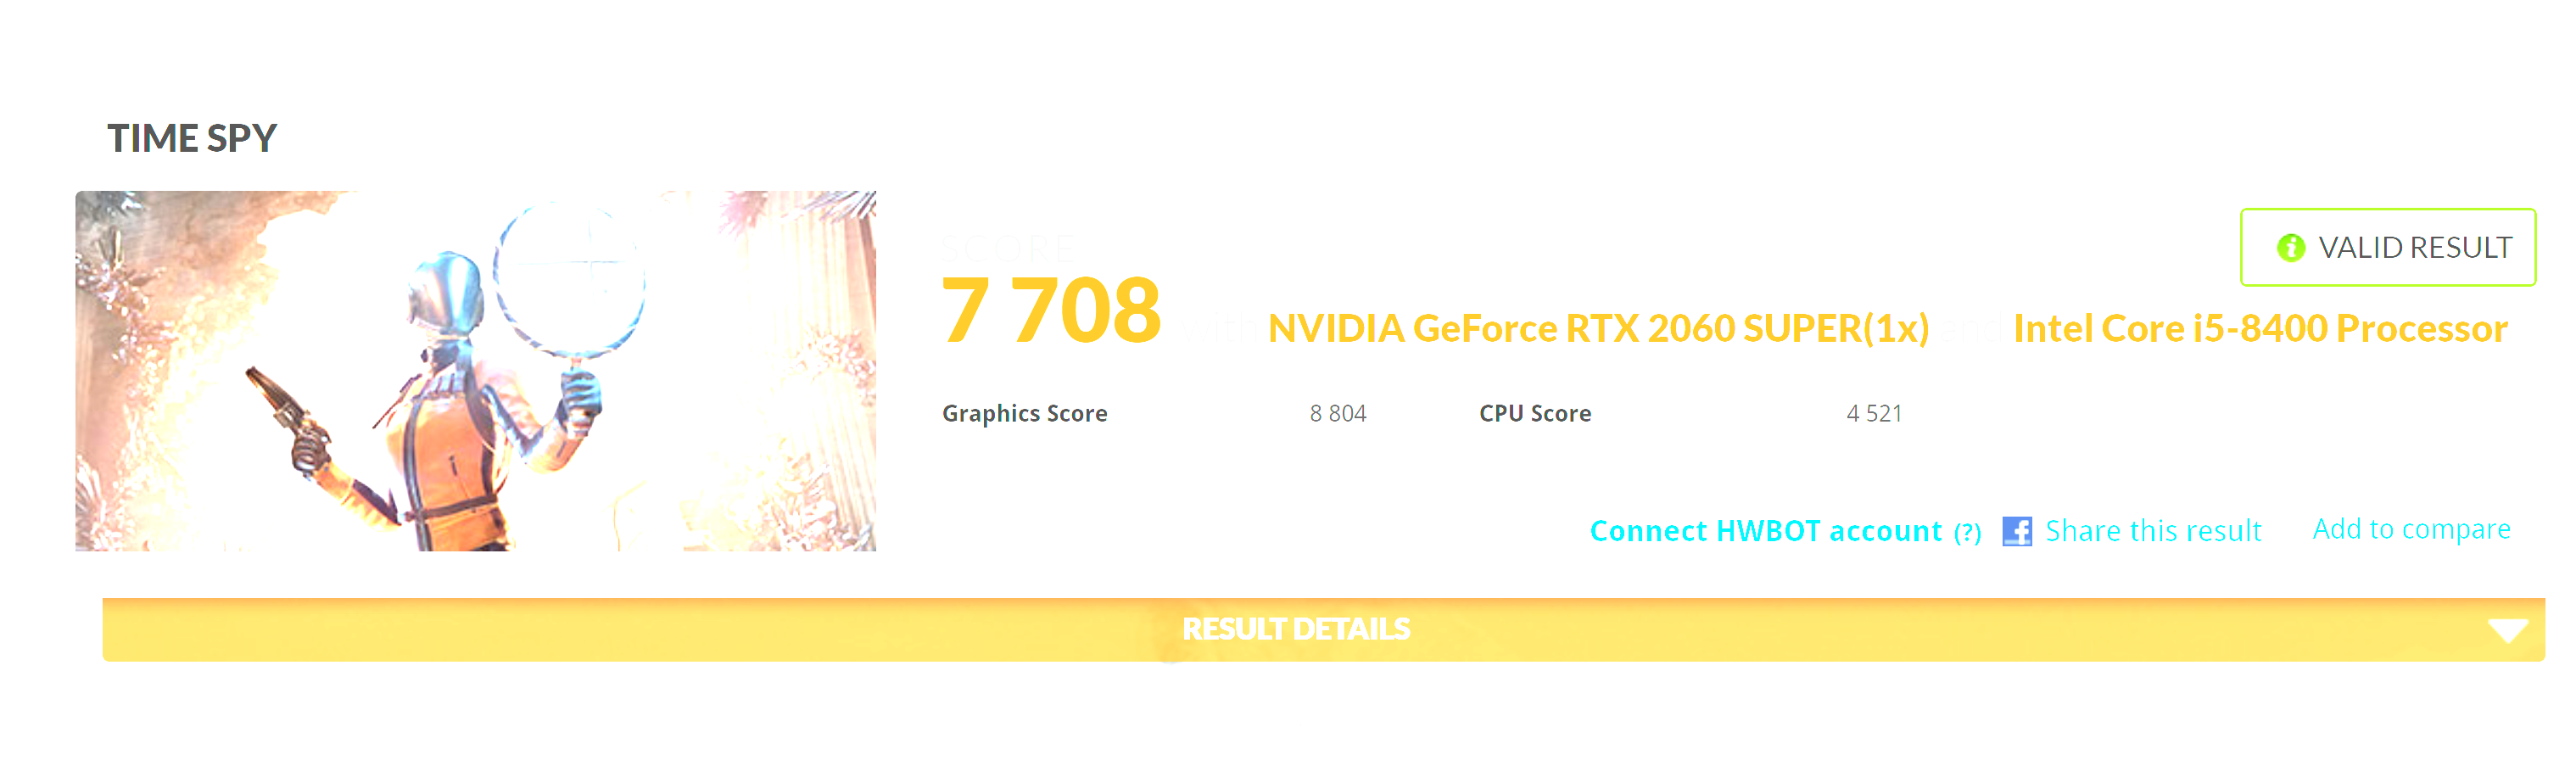 TIME SPY
SCORE
VALID RESULT
7 708 with NVIDIA GeForce RTX 2060 SUPER(1x) and Intel Core i5-8400 Processor
Graphics Score 8 804 CPU Score 4 521
Connect HWBOT account (?) Share this result Add to compare
RESULT DETAILS